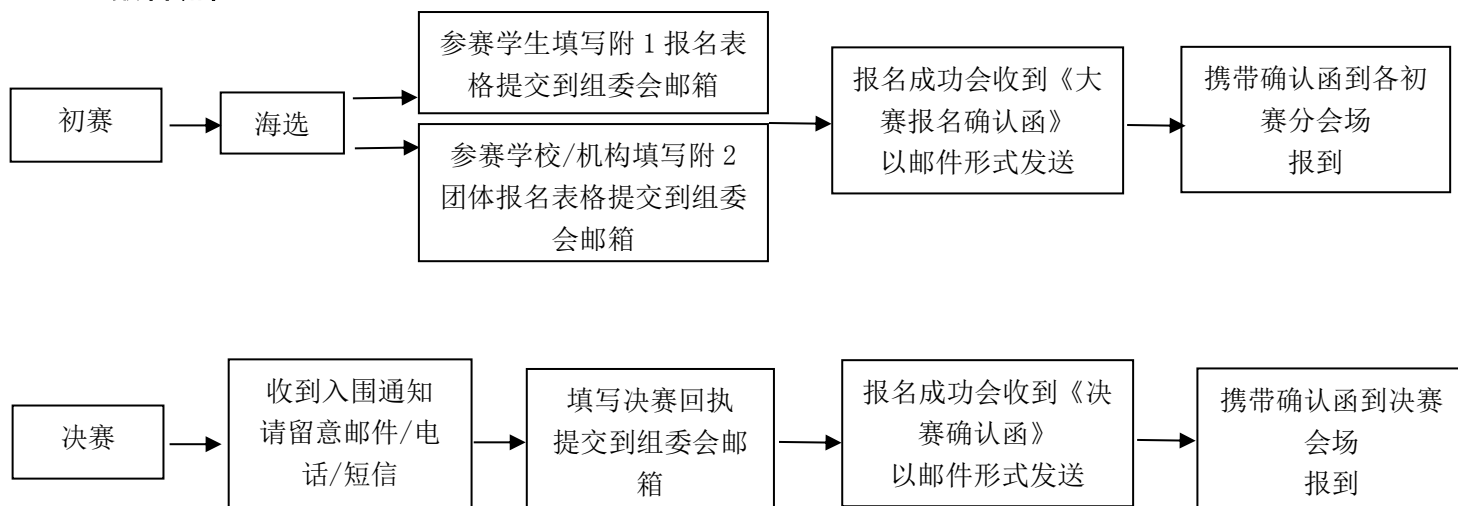 初赛
海选
参赛学生填写附 1 报名表
格提交到组委会邮箱
参赛学校/机构填写附 2
团体报名表格提交到组委
会邮箱
报名成功会收到《大
赛报名确认函》
以邮件形式发送
携带确认函到各初
赛分会场
报到
决赛
收到入围通知
请留意邮件/电
话/短信
填写决赛回执
提交到组委会邮
箱
报名成功会收到《决
赛确认函》
以邮件形式发送
携带确认函到决赛
会场
报到